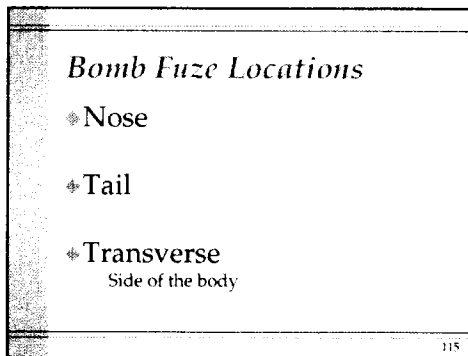 Bomb Fuze Locations
Nose
Tail
Transverse
Side of the body
115